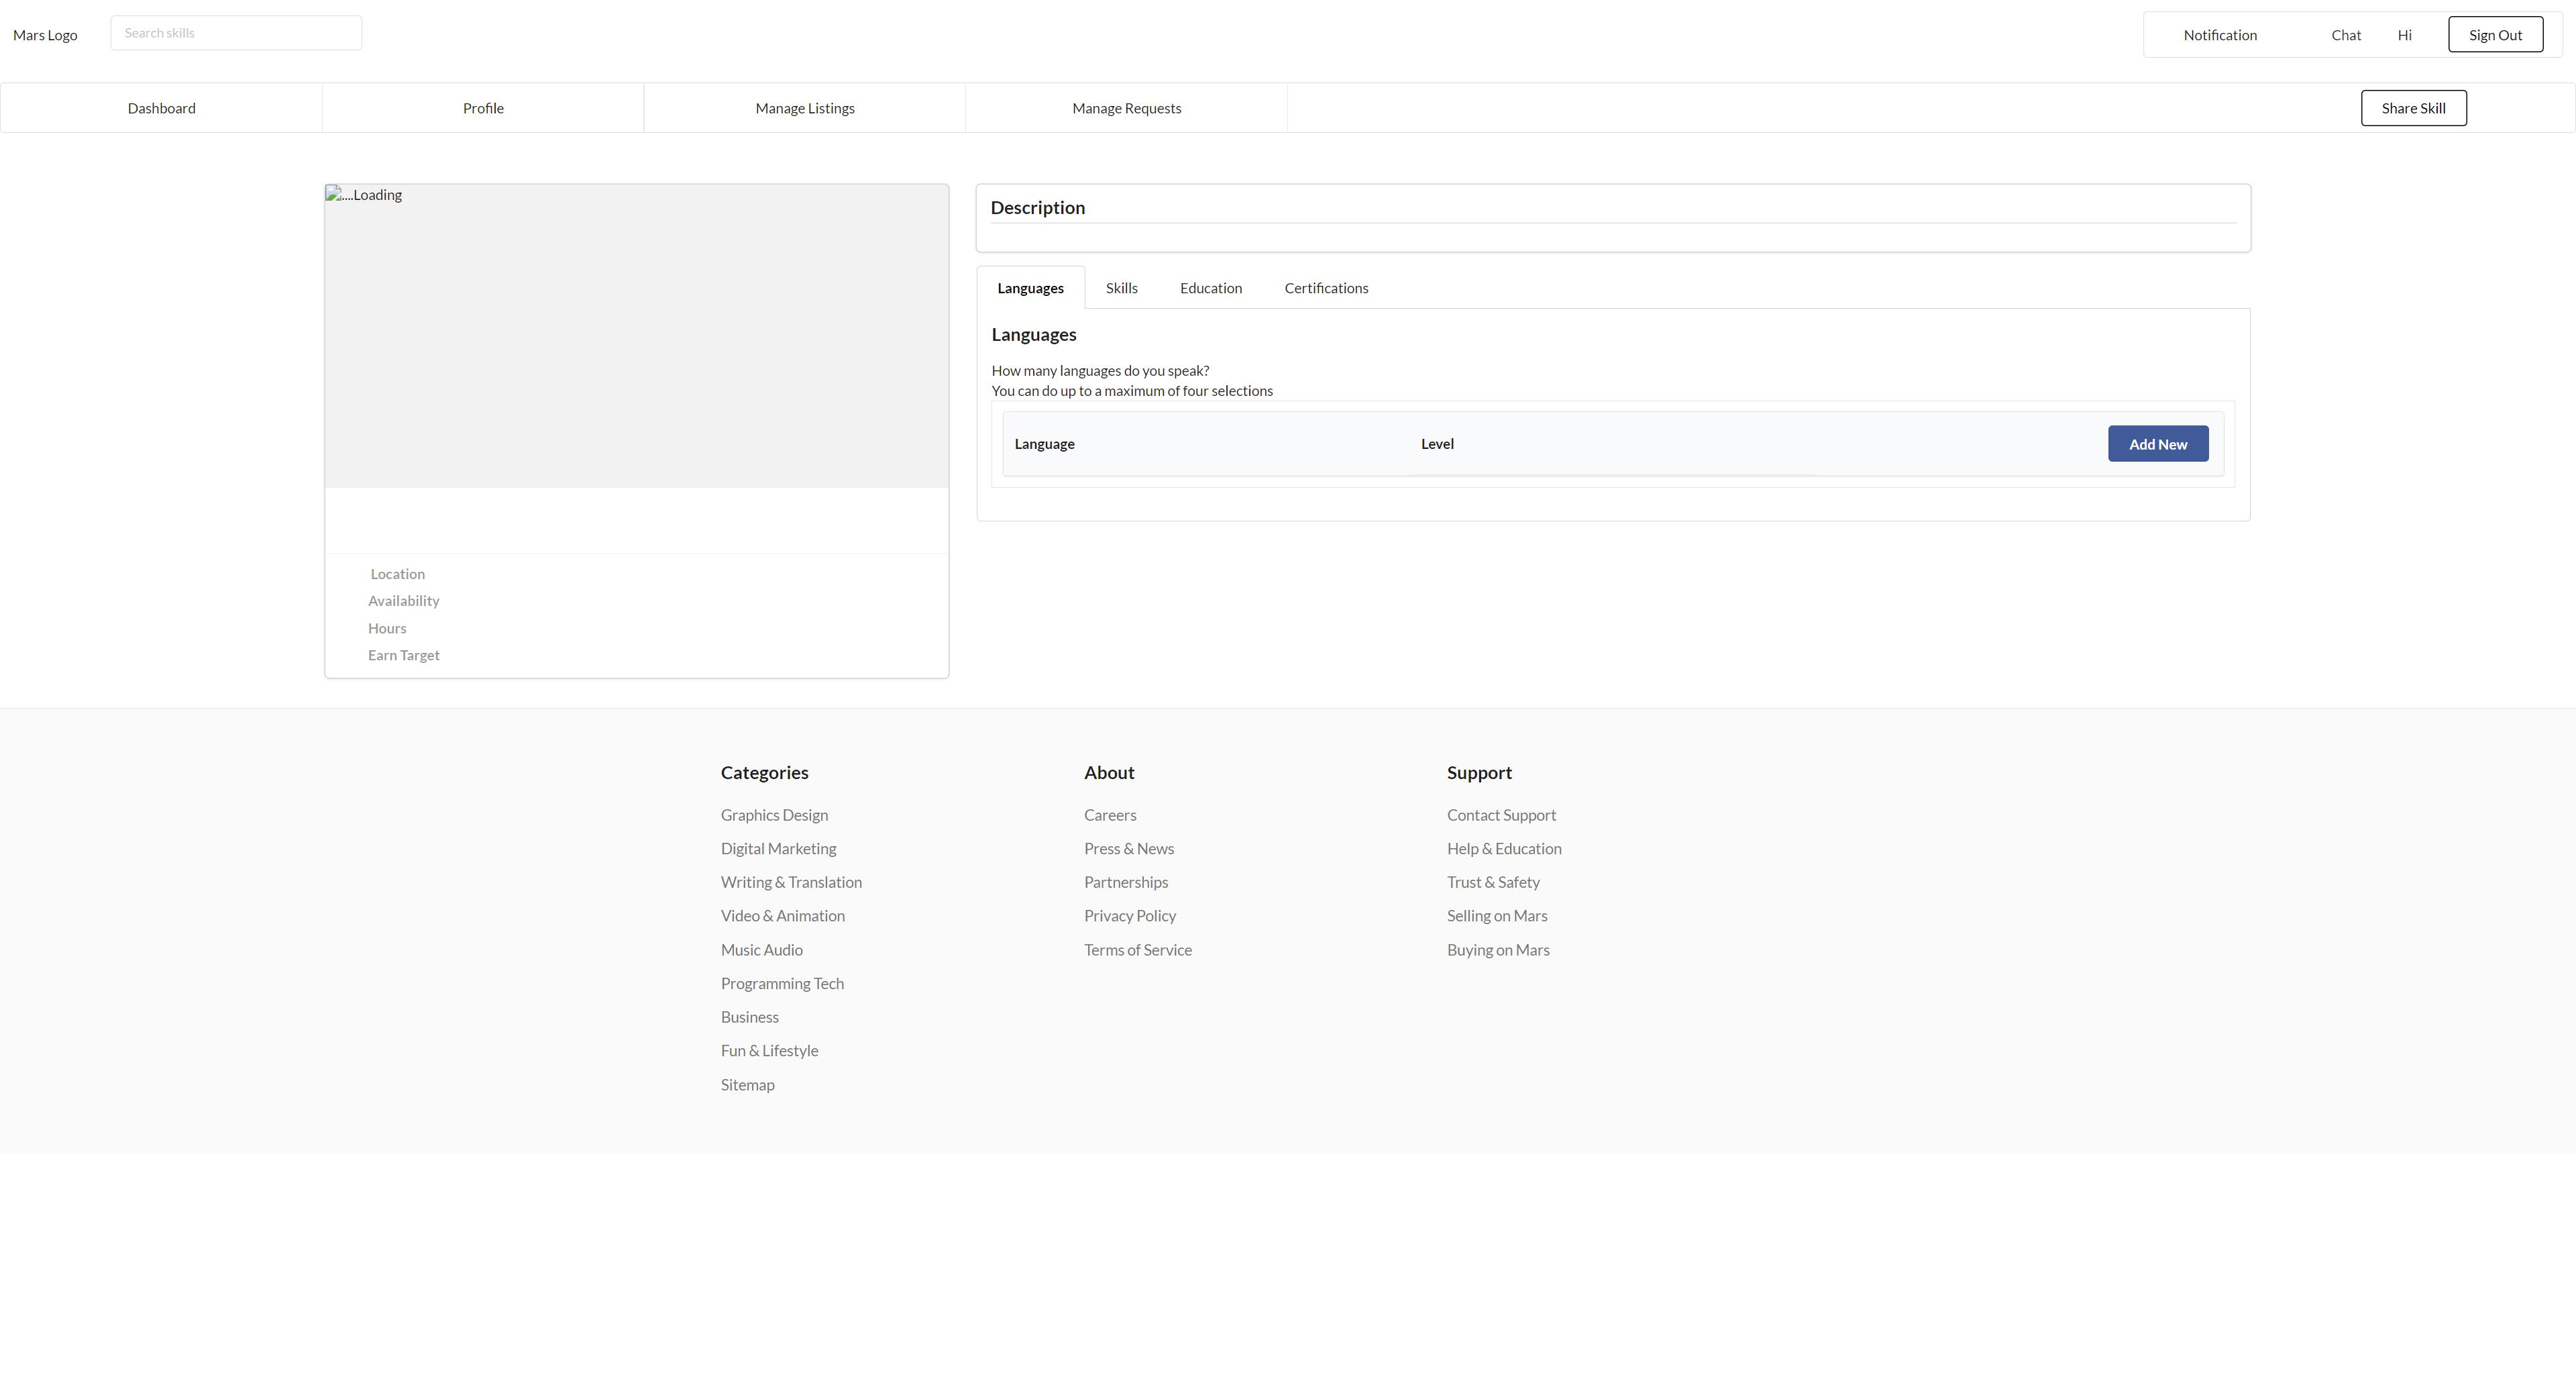 Mars Logo
Search skills
Notification
Chat
Hi
Sign Out
Dashboard
Profile
Manage Listings
Manage Requests
Share Skill
....Loading
Location
Availability
Hours
Earn Target
Description
Languages
Skills
Education
Certifications
Languages
How many languages do you speak?
You can do up to a maximum of four selections
Language
Level
Add New
Categories
Graphics Design
Digital Marketing
Writing & Translation
Video & Animation
Music Audio
Programming Tech
Business
Fun & Lifestyle
Sitemap
About
Careers
Press & News
Partnerships
Privacy Policy
Terms of Service
Support
Contact Support
Help & Education
Trust & Safety
Selling on Mars
Buying on Mars